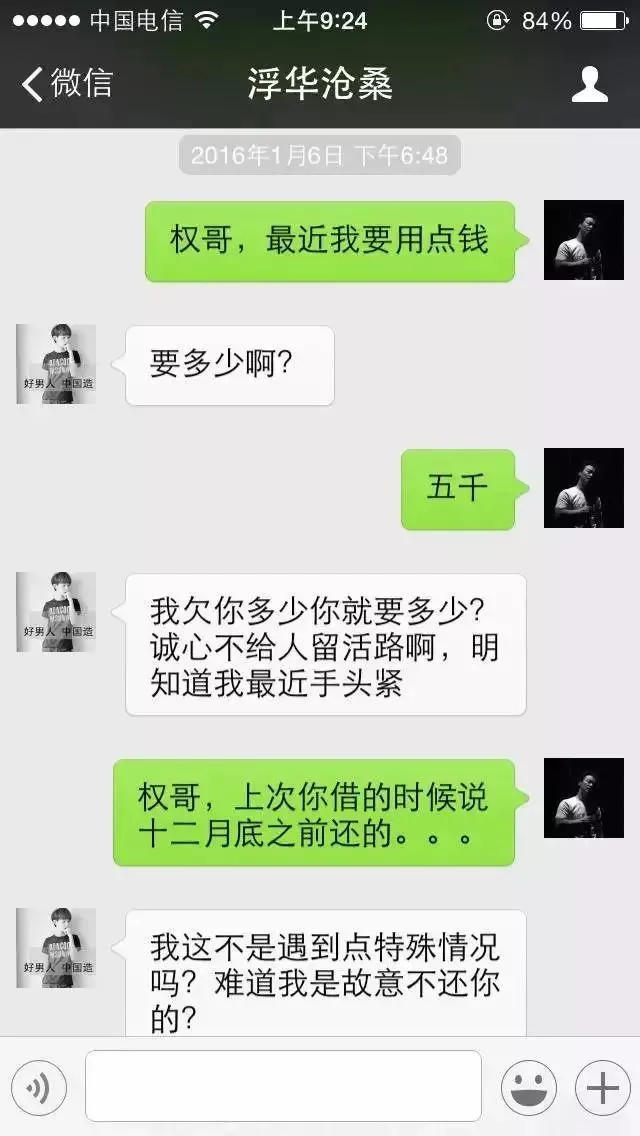 中国电信 上午9:24 84%
微信 浮华沧桑
2016年1月6日 下午6:48
权哥，最近我要用点钱
要多少啊？
好男人 中国造
五千
我欠你多少你就要多少？
诚心不给人留活路啊，明
知道我最近手头紧
好男人 中国造
权哥，上次你借的时候说
十二月底之前还的。。。
我这不是遇到点特殊情况
吗？难道我是故意不还你
的？
好男人 中国造